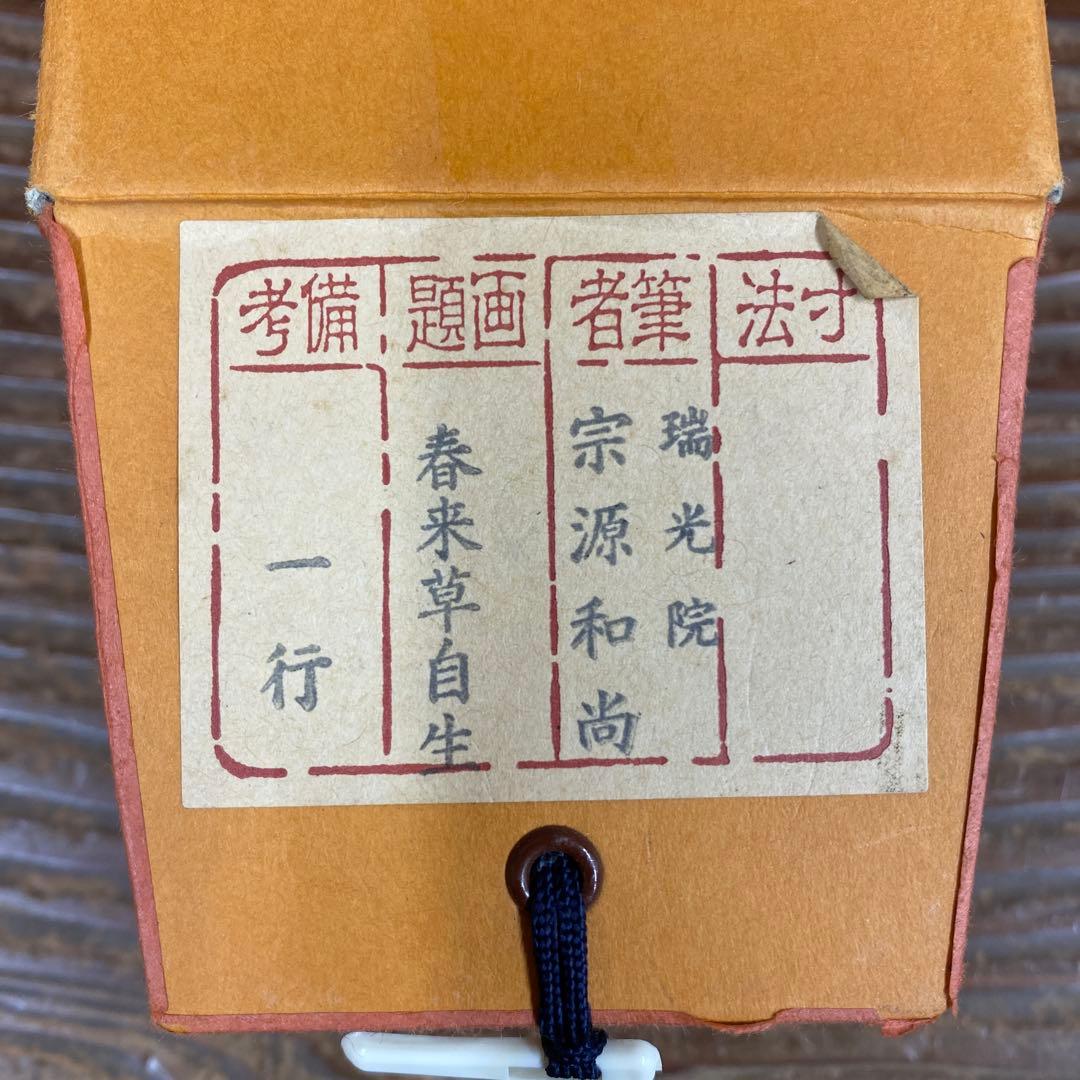 寸法
筆者
瑞光院
宗源和尚
画題
春来草自生
備考
一行